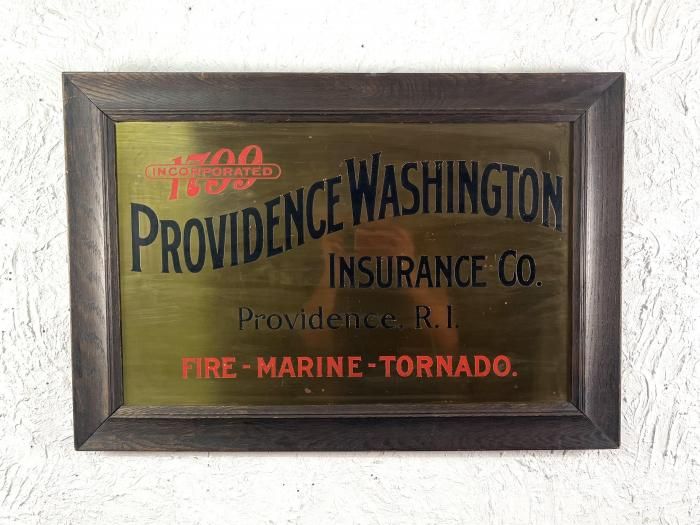 1799
INCORPORATED
PROVIDENCE WASHINGTON
INSURANCE CO.
Providence, R.I.
FIRE - MARINE - TORNADO.